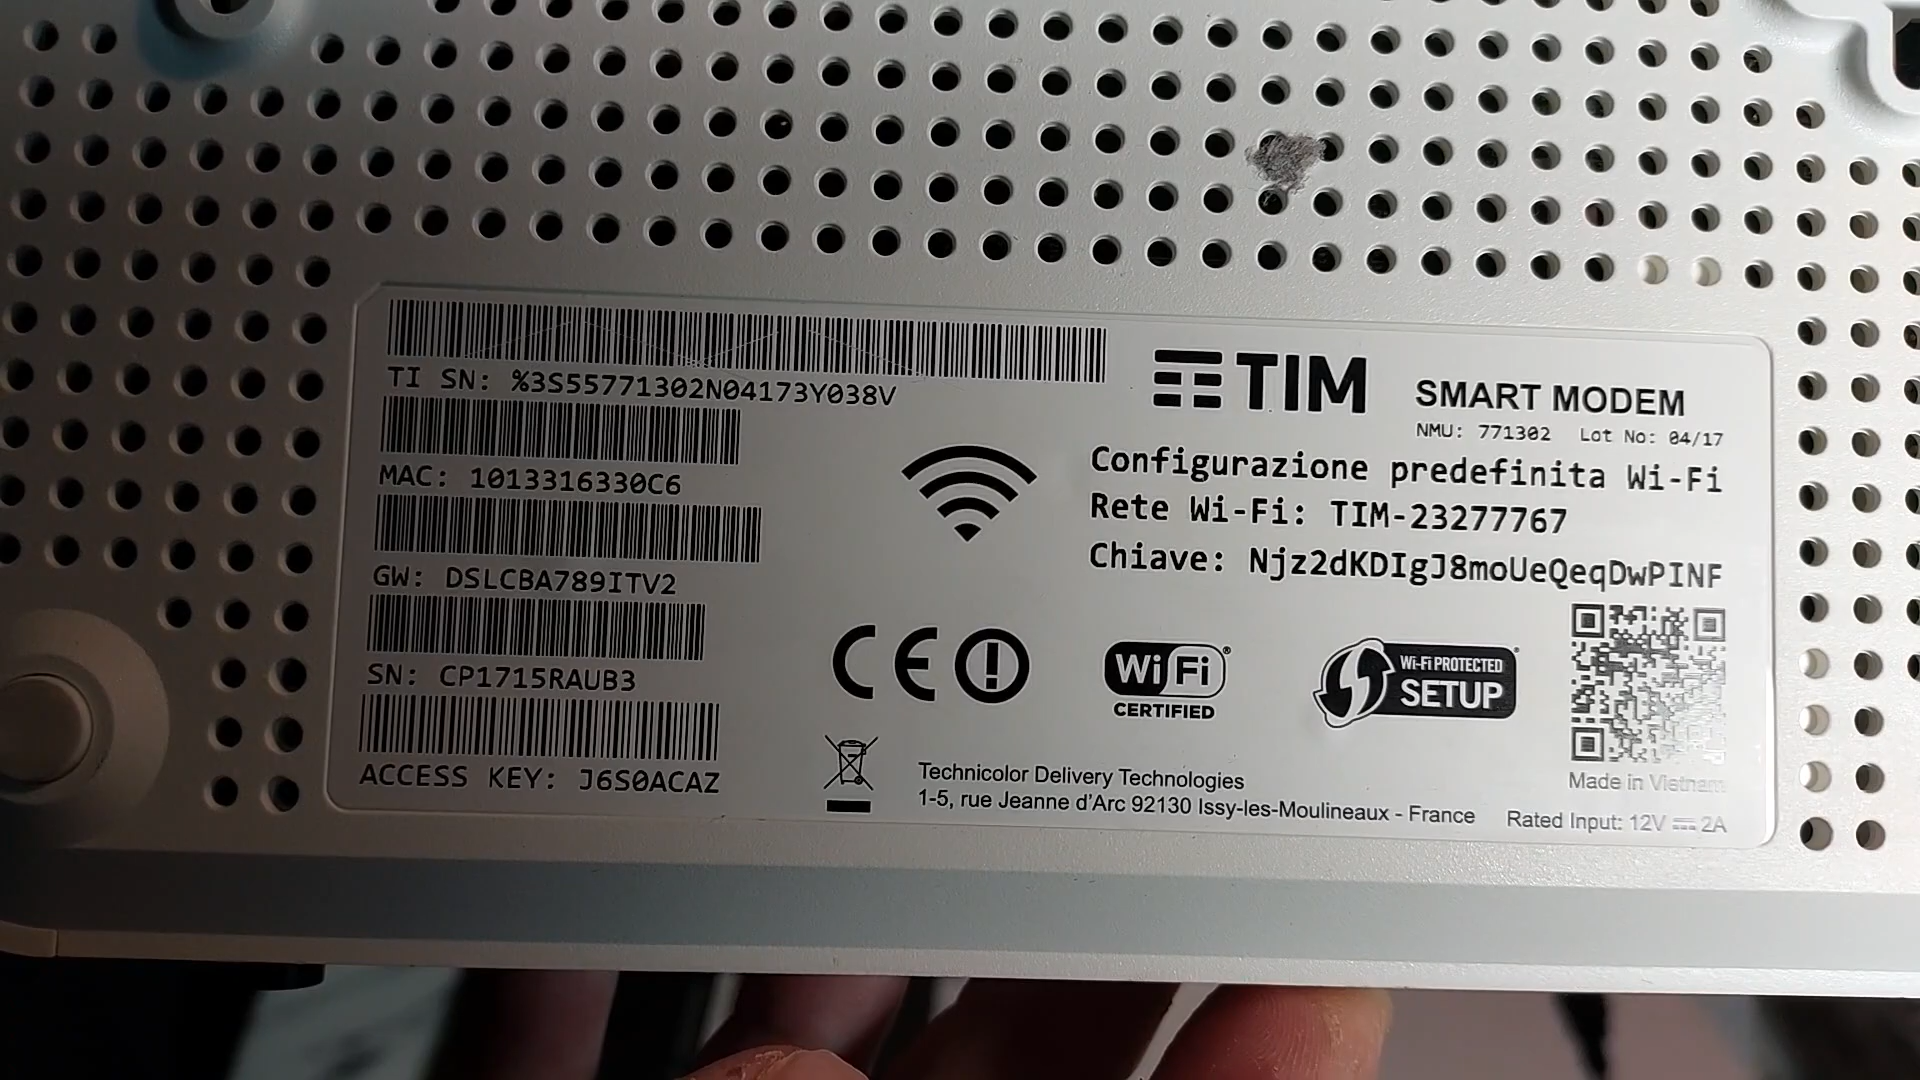 TI SN: %3S55771302N04173Y038V
MAC: 1013316330C6
GW: DSLCBA789ITV2
SN: CP1715RAUB3
ACCESS KEY: J6S0ACAZ
TIM
SMART MODEM
NMU: 771302 Lot No: 04/17
Configurazione predefinita Wi-Fi
Rete Wi-Fi: TIM-23277767
Chiave: Njz2dKDIgJ8moUeQeqDwPINF
CE
Wi Fi®
CERTIFIED
Wi-Fi PROTECTED
SETUP
Made in Vietnam
Technicolor Delivery Technologies
1-5, rue Jeanne d'Arc 92130 Issy-les-Moulineaux - France
Rated Input: 12V ⎓ 2A